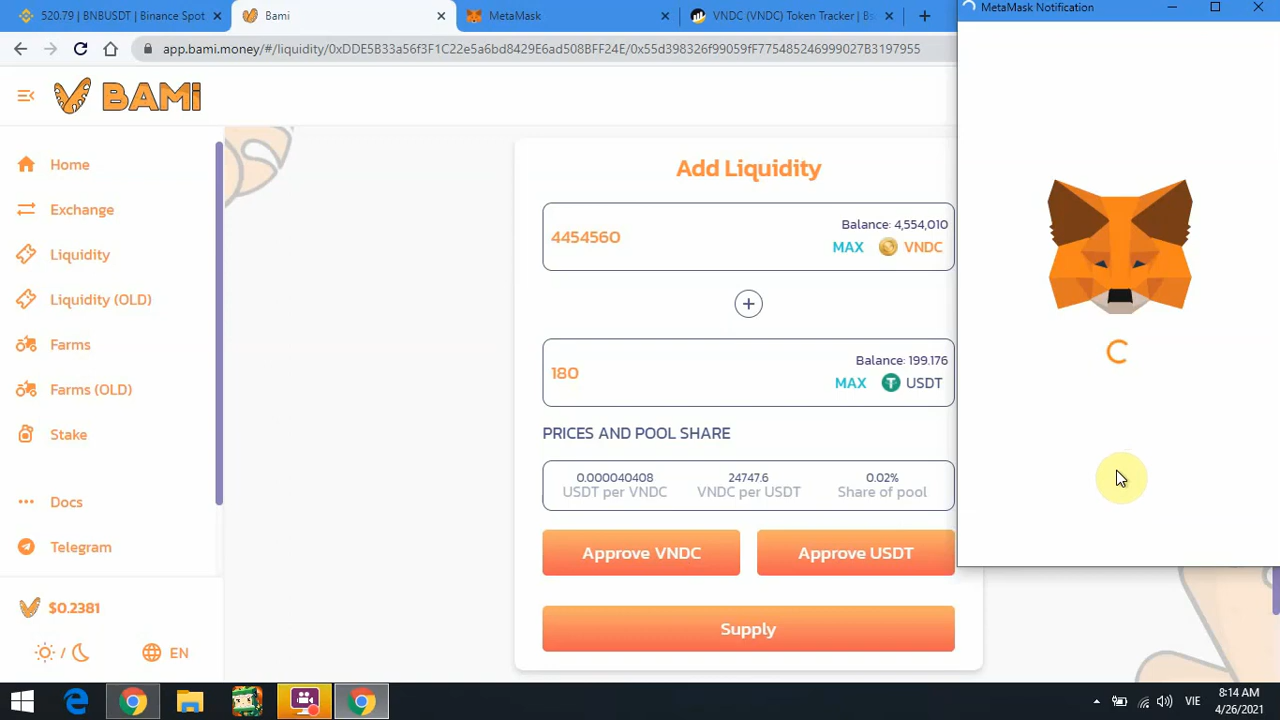 520.79 | BNBUSDT | Binance Spot
Bami
MetaMask
VNDC (VNDC) Token Tracker | Bs
MetaMask Notification
app.bami.money/#/liquidity/0xDDE5B33a56f3F1C22e5a6bd8429E6ad508BFF24E/0x55d398326f99059fF775485246999027B3197955
BAMI
Home
Exchange
Liquidity
Liquidity (OLD)
Farms
Farms (OLD)
Stake
Docs
Telegram
$0.2381
/
EN
Add Liquidity
Balance: 4,554,010
4454560
MAX VNDC
Balance: 199.176
180
MAX USDT
PRICES AND POOL SHARE
0.000040408 24747.6 0.02%
USDT per VNDC VNDC per USDT Share of pool
Approve VNDC Approve USDT
Supply
VIE
8:14 AM
4/26/2021